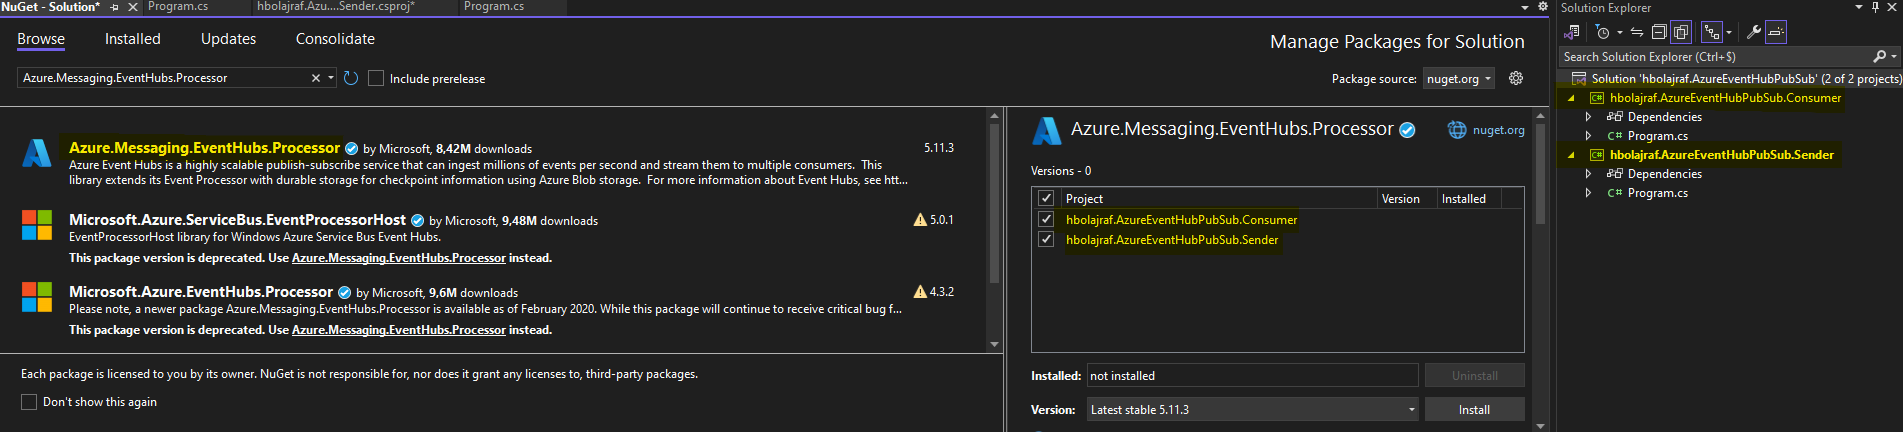 NuGet - Solution*
Program.cs
hbolajraf.Azu....Sender.csproj*
Program.cs
Browse
Installed
Updates
Consolidate
Manage Packages for Solution
Azure.Messaging.EventHubs.Processor
Include prerelease
Package source: nuget.org
Azure.Messaging.EventHubs.Processor by Microsoft, 8,42M downloads
5.11.3
Azure Event Hubs is a highly scalable publish-subscribe service that can ingest millions of events per second and stream them to multiple consumers. This
library extends its Event Processor with durable storage for checkpoint information using Azure Blob storage. For more information about Event Hubs, see htt...
Microsoft.Azure.ServiceBus.EventProcessorHost by Microsoft, 9,48M downloads
5.0.1
EventProcessorHost library for Windows Azure Service Bus Event Hubs.
This package version is deprecated. Use Azure.Messaging.EventHubs.Processor instead.
Microsoft.Azure.EventHubs.Processor by Microsoft, 9,6M downloads
4.3.2
Please note, a newer package Azure.Messaging.EventHubs.Processor is available as of February 2020. While this package will continue to receive critical bug f...
This package version is deprecated. Use Azure.Messaging.EventHubs.Processor instead.
Each package is licensed to you by its owner. NuGet is not responsible for, nor does it grant any licenses to, third-party packages.
Don't show this again
Azure.Messaging.EventHubs.Processor
nuget.org
Versions - 0
Project
Version
Installed
hbolajraf.AzureEventHubPubSub.Consumer
hbolajraf.AzureEventHubPubSub.Sender
Installed: not installed
Uninstall
Version: Latest stable 5.11.3
Install
Solution Explorer
Search Solution Explorer (Ctrl+$)
Solution 'hbolajraf.AzureEventHubPubSub' (2 of 2 projects)
C# hbolajraf.AzureEventHubPubSub.Consumer
Dependencies
C# Program.cs
C# hbolajraf.AzureEventHubPubSub.Sender
Dependencies
C# Program.cs